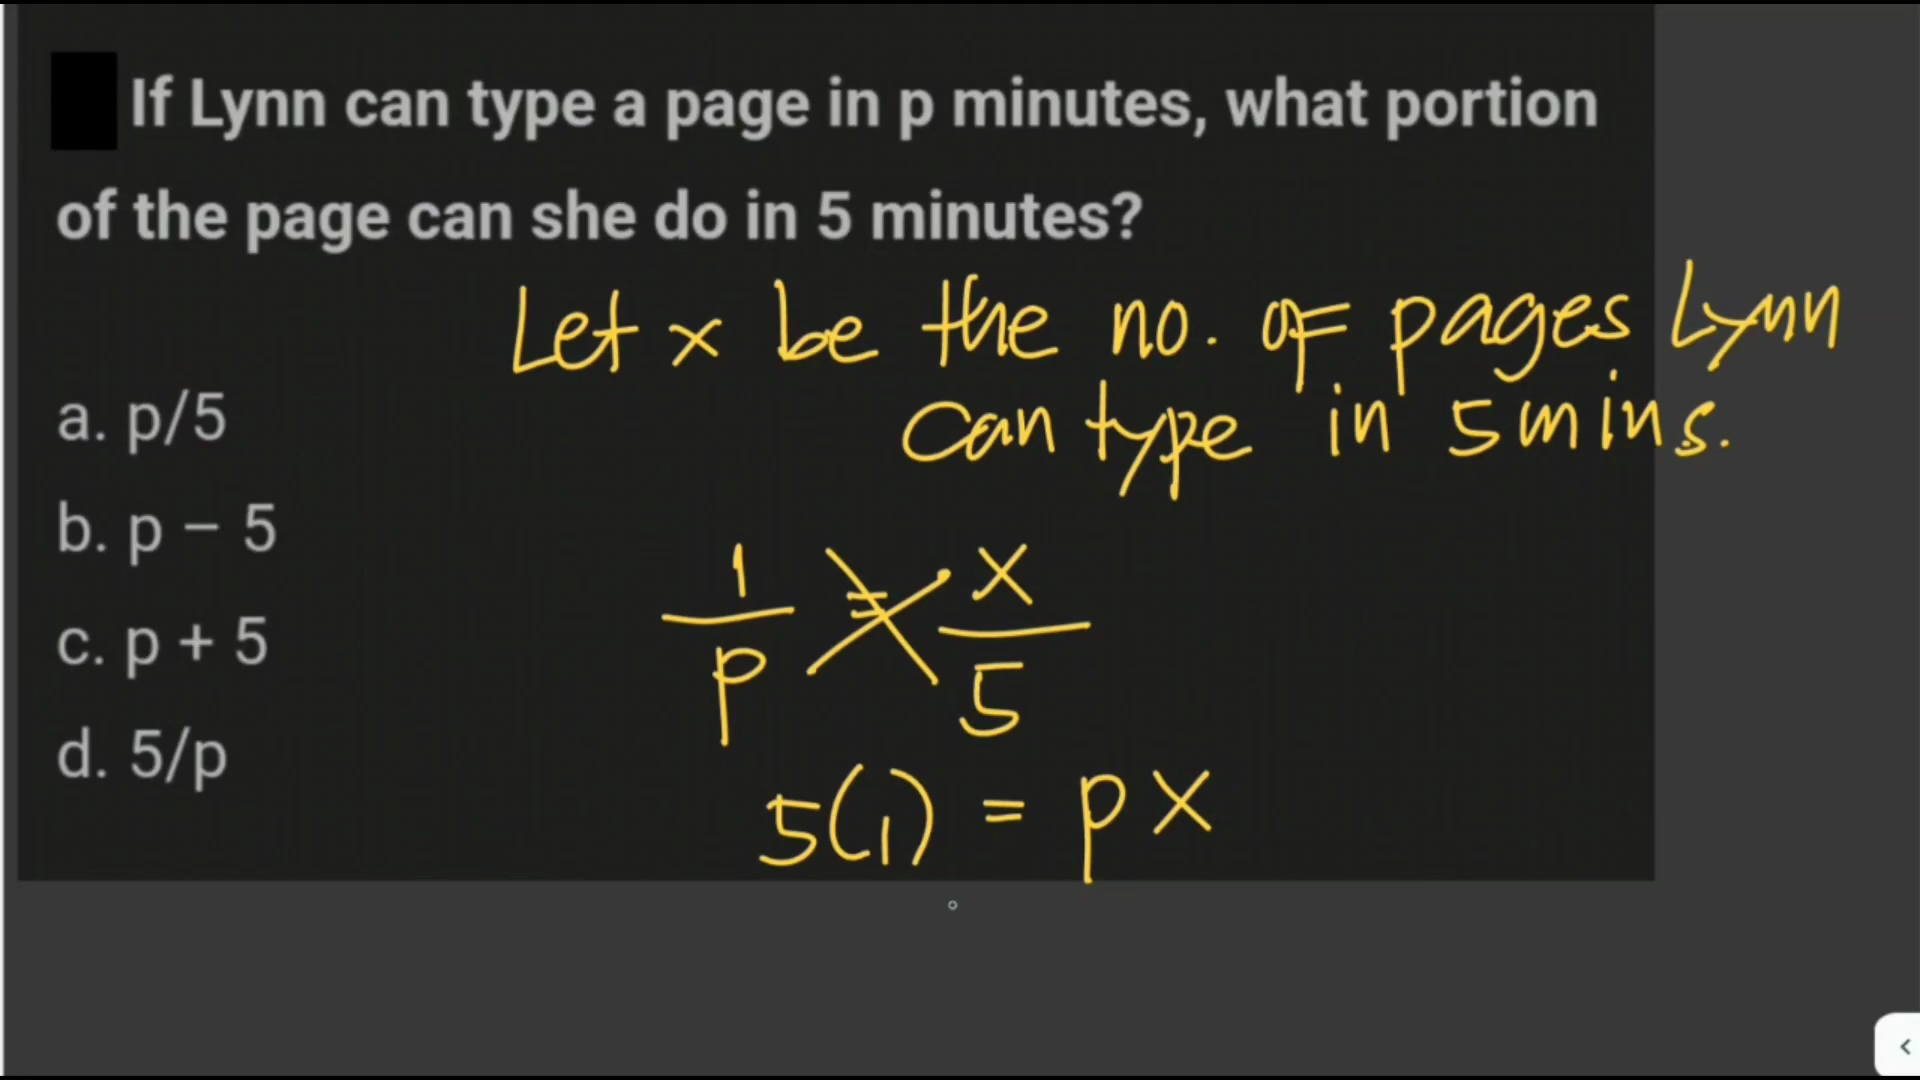 If Lynn can type a page in p minutes, what portion
of the page can she do in 5 minutes?
Let x be the no. of pages Lynn
can type in 5 mins.
a. p/5
b. p – 5
c. p + 5
d. 5/p
1/p = x/5
5(1) = px